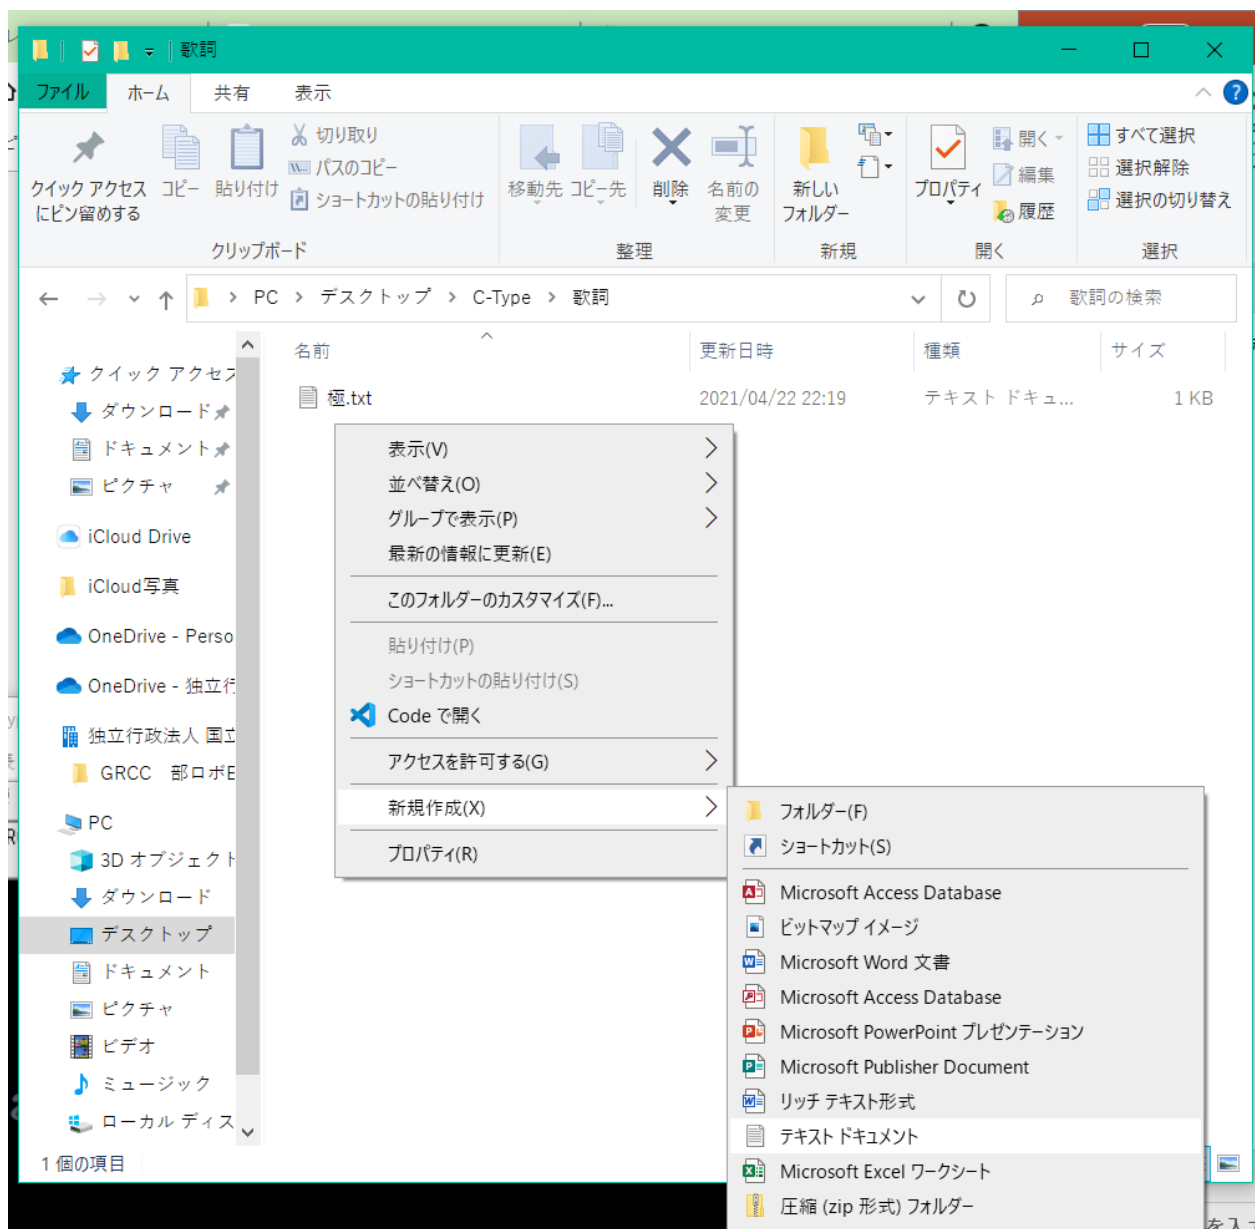 歌詞
ファイル ホーム 共有 表示
クイック アクセス
にピン留めする
コピー
貼り付け
切り取り
パスのコピー
ショートカットの貼り付け
クリップボード
移動先 コピー先 削除 名前の
変更
整理
新しい
フォルダー
新規
プロパティ
開く
編集
履歴
開く
すべて選択
選択解除
選択の切り替え
選択
PC > デスクトップ > C-Type > 歌詞
歌詞の検索
名前 更新日時 種類 サイズ
極.txt 2021/04/22 22:19 テキスト ドキュ... 1 KB
クイック アクセス
ダウンロード
ドキュメント
ピクチャ
iCloud Drive
iCloud写真
OneDrive - Perso
OneDrive - 独立行
独立行政法人 国立
GRCC 部ロボE
PC
3D オブジェクト
ダウンロード
デスクトップ
ドキュメント
ピクチャ
ビデオ
ミュージック
ローカル ディス
1 個の項目
表示(V)
並べ替え(O)
グループで表示(P)
最新の情報に更新(E)
このフォルダーのカスタマイズ(F)...
貼り付け(P)
ショートカットの貼り付け(S)
Code で開く
アクセスを許可する(G)
新規作成(X)
プロパティ(R)
フォルダー(F)
ショートカット(S)
Microsoft Access Database
ビットマップ イメージ
Microsoft Word 文書
Microsoft Access Database
Microsoft PowerPoint プレゼンテーション
Microsoft Publisher Document
リッチ テキスト形式
テキスト ドキュメント
Microsoft Excel ワークシート
圧縮 (zip 形式) フォルダー